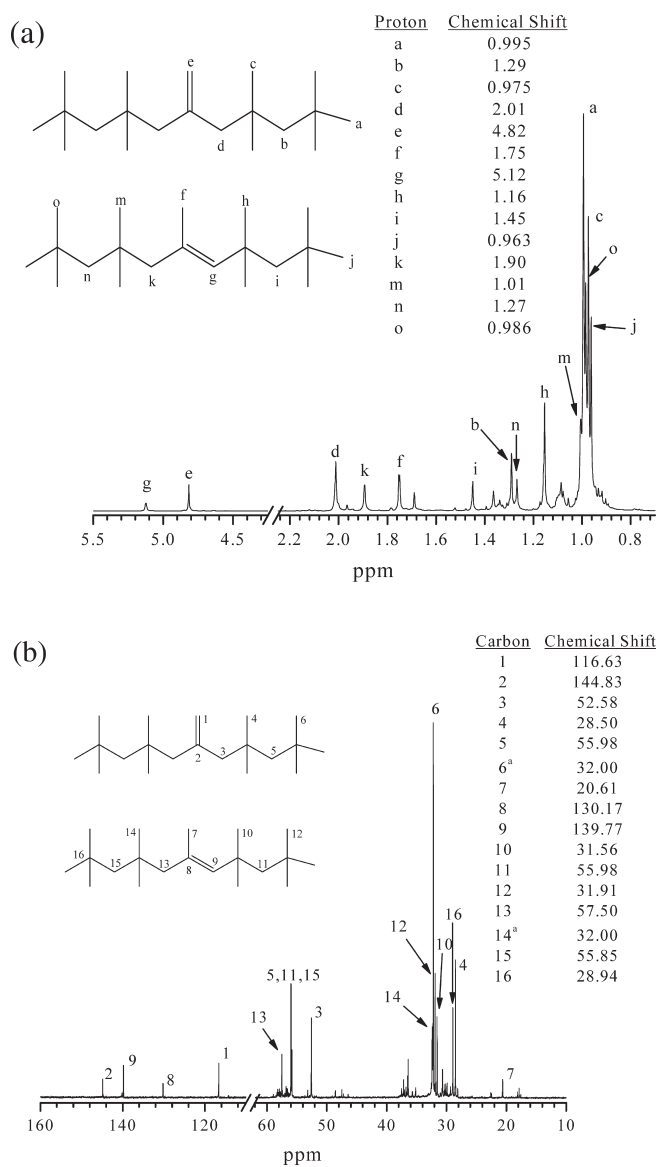 (a)
Proton Chemical Shift
a 0.995
b 1.29
c 0.975
d 2.01
e 4.82
f 1.75
g 5.12
h 1.16
i 1.45
j 0.963
k 1.90
m 1.01
n 1.27
o 0.986
e c
a
d b
o m f h
j
n k g i
a
c
o
j
m
h
b n
d k f i
g e
5.5 5.0 4.5 2.2 2.0 1.8 1.6 1.4 1.2 1.0 0.8
ppm
(b)
Carbon Chemical Shift
1 116.63
2 144.83
3 52.58
4 28.50
5 55.98
6a 32.00
7 20.61
8 130.17
9 139.77
10 31.56
11 55.98
12 31.91
13 57.50
14a 32.00
15 55.85
16 28.94
1 4 6
2 3 5
14 7 10 12
16 15 13 8 9 11
6
16
12 10
4
14
5,11,15
13 3
2 9 8 1 7
160 140 120 60 50 40 30 20 10
ppm